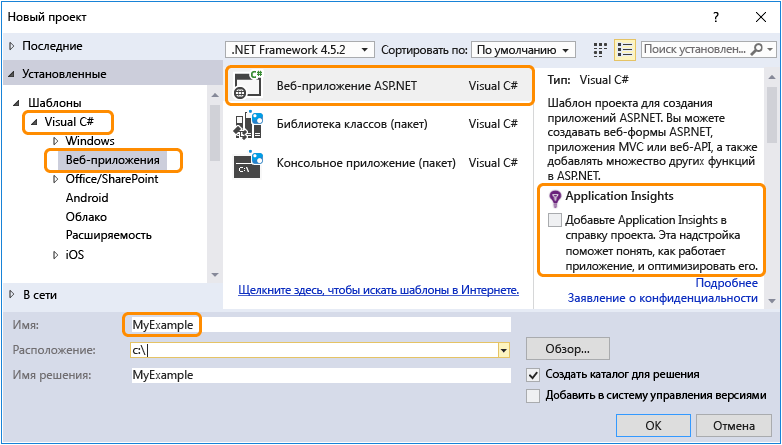 Новый проект
? ×
Последние
Установленные
Шаблоны
Visual C#
Windows
Веб-приложения
Office/SharePoint
Android
Облако
Расширяемость
iOS
В сети
.NET Framework 4.5.2
Сортировать по: По умолчанию
Поиск установлен...
C#
Веб-приложение ASP.NET Visual C#
Библиотека классов (пакет) Visual C#
C:\
Консольное приложение (пакет) Visual C#
Щелкните здесь, чтобы искать шаблоны в Интернете.
Тип: Visual C#
Шаблон проекта для создания
приложений ASP.NET. Вы можете
создавать веб-формы ASP.NET,
приложения MVC или веб-API, а также
добавлять множество других функций
в ASP.NET.
Application Insights
Добавьте Application Insights в
справку проекта. Эта надстройка
поможет понять, как работает
приложение, и оптимизировать его.
Подробнее
Заявление о конфиденциальности
Имя: MyExample
Расположение: c:\
Обзор...
Имя решения: MyExample
Создать каталог для решения
Добавить в систему управления версиями
OK Отмена